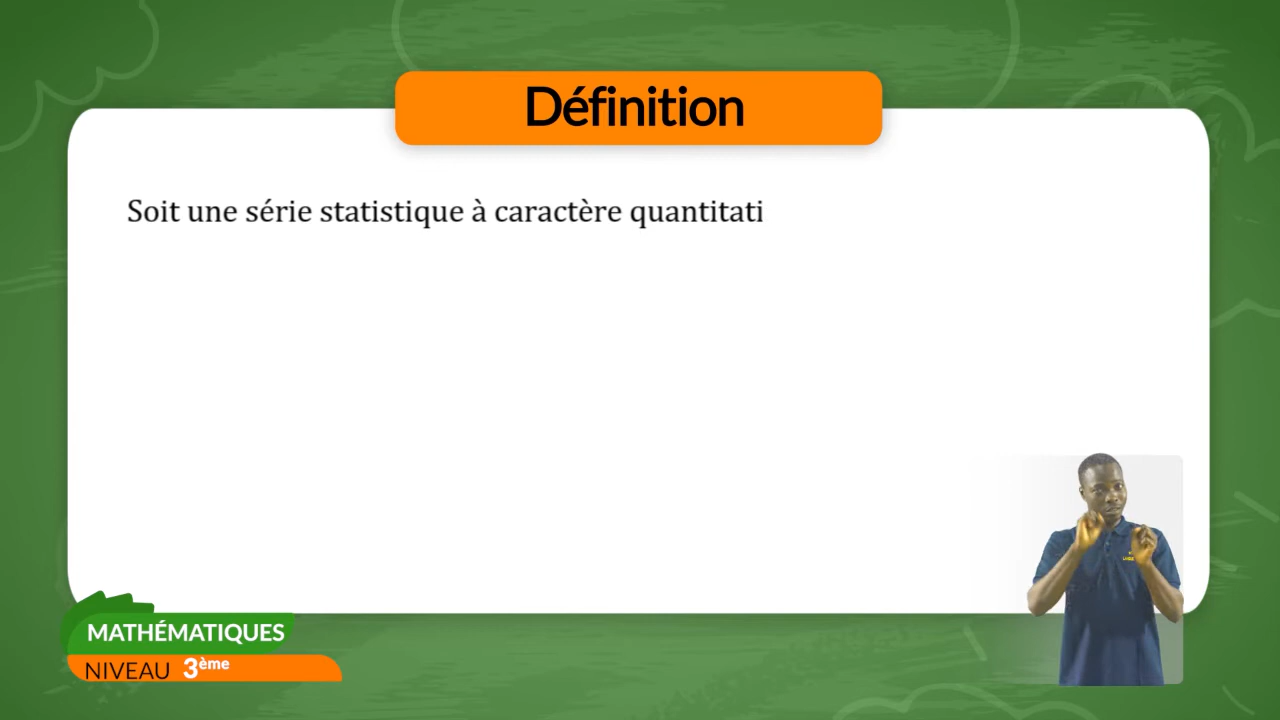 Définition
Soit une série statistique à caractère quantitati
MATHÉMATIQUES
NIVEAU 3ème